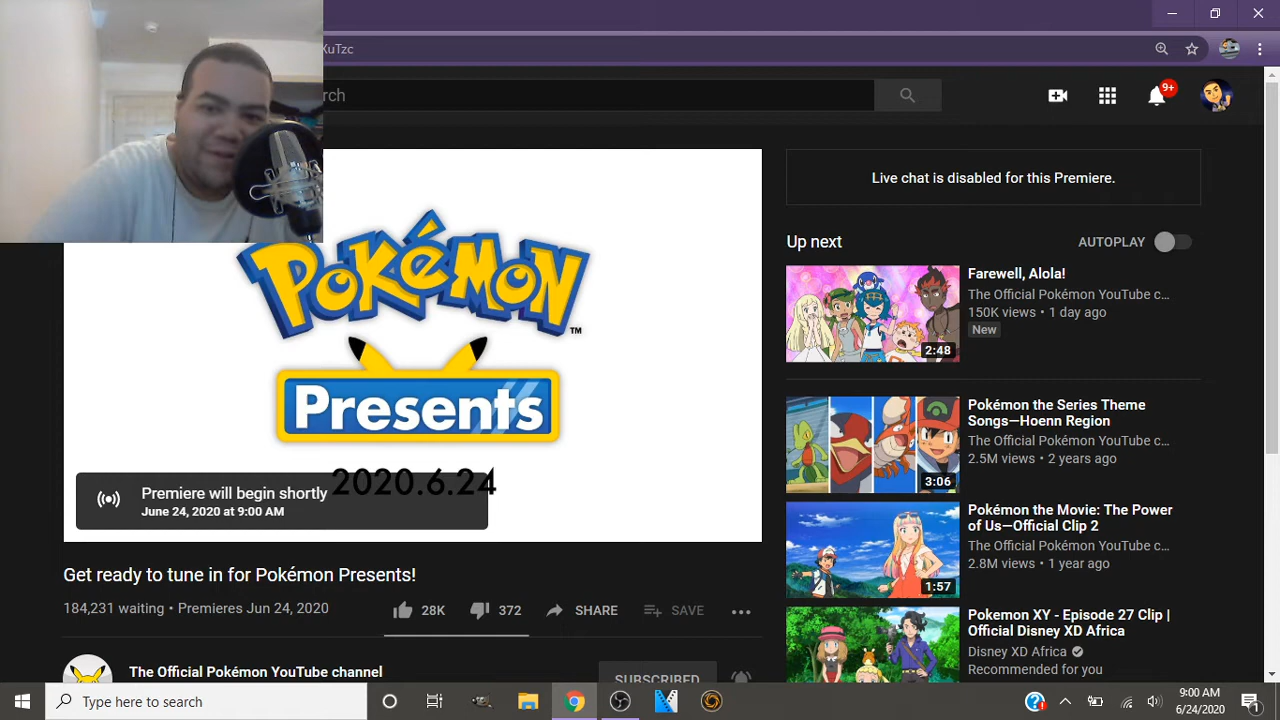 XuTzc
rch
9+
Live chat is disabled for this Premiere.
POKéMON
TM
Presents
2020.6.24
Premiere will begin shortly
June 24, 2020 at 9:00 AM
Get ready to tune in for Pokémon Presents!
184,231 waiting • Premieres Jun 24, 2020
28K
372
SHARE
SAVE
The Official Pokémon YouTube channel
SUBSCRIBED
Up next
AUTOPLAY
Farewell, Alola!
The Official Pokémon YouTube c...
150K views • 1 day ago
New
2:48
Pokémon the Series Theme
Songs—Hoenn Region
The Official Pokémon YouTube c...
2.5M views • 2 years ago
3:06
Pokémon the Movie: The Power
of Us—Official Clip 2
The Official Pokémon YouTube c...
2.8M views • 1 year ago
1:57
Pokemon XY - Episode 27 Clip |
Official Disney XD Africa
Disney XD Africa
Recommended for you
Type here to search
9:00 AM
6/24/2020
1